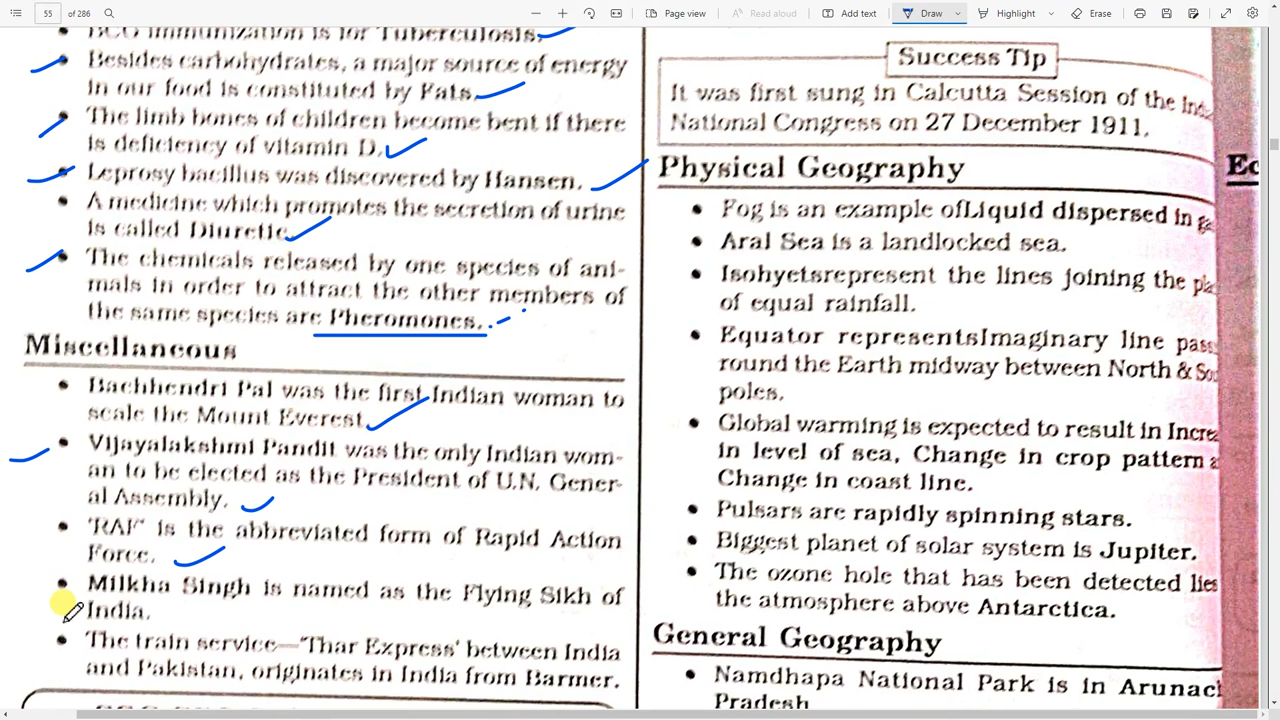 55 of 286
Page view
Read aloud
Add text
Draw
Highlight
Erase
BCG immunization is for Tuberculosis.
Besides carbohydrates, a major source of energy
in our food is constituted by Fats.
The limb bones of children become bent if there
is deficiency of vitamin D.
Leprosy bacillus was discovered by Hansen.
A medicine which promotes the secretion of urine
is called Diuretic.
The chemicals released by one species of ani-
mals in order to attract the other members of
the same species are Pheromones.
Miscellaneous
Bachhendri Pal was the first Indian woman to
scale the Mount Everest.
Vijayalakshmi Pandit was the only Indian wom-
an to be elected as the President of U.N. Gener-
al Assembly.
'RAF' is the abbreviated form of Rapid Action
Force.
Milkha Singh is named as the Flying Sikh of
India.
The train service—'Thar Express' between India
and Pakistan, originates in India from Barmer.
Success Tip
It was first sung in Calcutta Session of the Ind
National Congress on 27 December 1911.
Physical Geography
Fog is an example ofLiquid dispersed in ga
Aral Sea is a landlocked sea.
Isohyetsrepresent the lines joining the pla
of equal rainfall.
Equator representsImaginary line pass
round the Earth midway between North & Sou
poles.
Global warming is expected to result in Increa
in level of sea, Change in crop pattern a
Change in coast line.
Pulsars are rapidly spinning stars.
Biggest planet of solar system is Jupiter.
The ozone hole that has been detected lies
the atmosphere above Antarctica.
General Geography
Namdhapa National Park is in Arunach
Pradesh
Ec